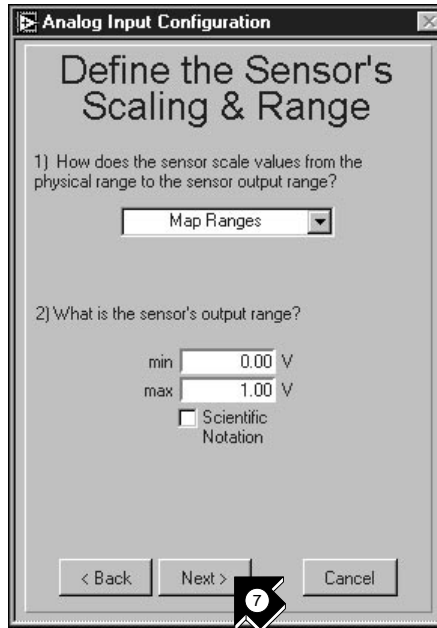 Analog Input Configuration
Define the Sensor's
Scaling & Range
1) How does the sensor scale values from the
physical range to the sensor output range?
Map Ranges
2) What is the sensor's output range?
min 0.00 V
max 1.00 V
Scientific
Notation
< Back Next > Cancel
7